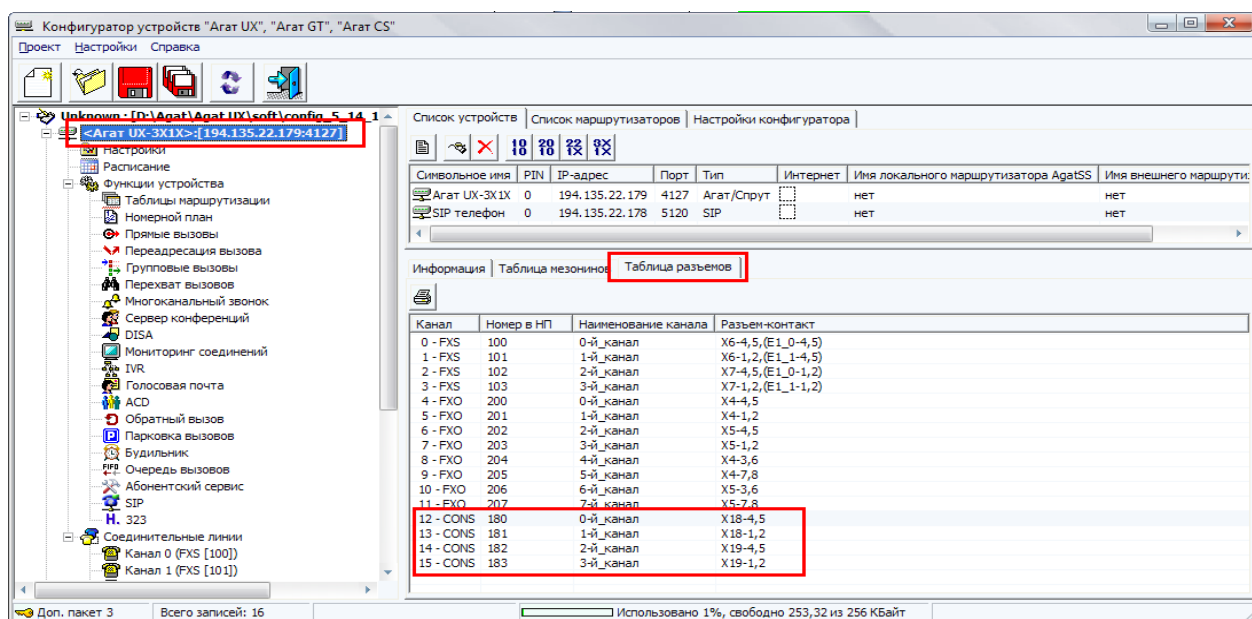 Конфигуратор устройств "Агат UX", "Агат GT", "Агат CS"
Проект Настройки Справка
Unknown : [D:\Agat\Agat UX\soft\config_5_14_1
<Агат UX-3X1X>:[194.135.22.179:4127]
Настройки
Расписание
Функции устройства
Таблицы маршрутизации
Номерной план
Прямые вызовы
Переадресация вызова
Групповые вызовы
Перехват вызовов
Многоканальный звонок
Сервер конференций
DISA
Мониторинг соединений
IVR
Голосовая почта
ACD
Обратный вызов
Парковка вызовов
Будильник
FIFO Очередь вызовов
Абонентский сервис
SIP
H. 323
Соединительные линии
Канал 0 (FXS [100])
Канал 1 (FXS [101])
Список устройств Список маршрутизаторов Настройки конфигуратора
Символьное имя PIN IP-адрес Порт Тип Интернет Имя локального маршрутизатора AgatSS Имя внешнего маршрути:
Агат UX-3X1X 0 194.135.22.179 4127 Агат/Спрут нет нет
SIP телефон 0 194.135.22.178 5120 SIP нет нет
Информация Таблица мезонинов Таблица разъемов
Канал Номер в НП Наименование канала Разъем-контакт
0 - FXS 100 0-й_канал X6-4,5,(E1_0-4,5)
1 - FXS 101 1-й_канал X6-1,2,(E1_1-4,5)
2 - FXS 102 2-й_канал X7-4,5,(E1_0-1,2)
3 - FXS 103 3-й_канал X7-1,2,(E1_1-1,2)
4 - FXO 200 0-й_канал X4-4,5
5 - FXO 201 1-й_канал X4-1,2
6 - FXO 202 2-й_канал X5-4,5
7 - FXO 203 3-й_канал X5-1,2
8 - FXO 204 4-й_канал X4-3,6
9 - FXO 205 5-й_канал X4-7,8
10 - FXO 206 6-й_канал X5-3,6
11 - FXO 207 7-й_канал X5-7,8
12 - CONS 180 0-й_канал X18-4,5
13 - CONS 181 1-й_канал X18-1,2
14 - CONS 182 2-й_канал X19-4,5
15 - CONS 183 3-й_канал X19-1,2
Доп. пакет 3 Всего записей: 16 Использовано 1%, свободно 253,32 из 256 КБайт